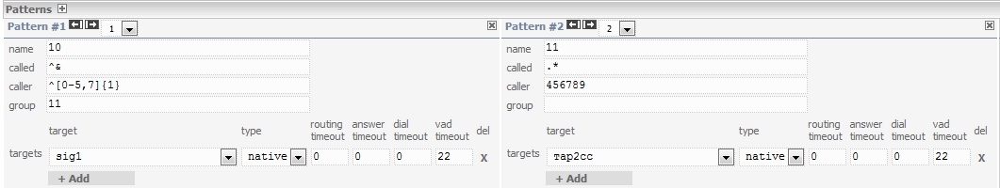 Patterns
Pattern #1 1
name 10
called ^&
caller ^[0-5,7]{1}
group 11
target type routing timeout answer timeout dial timeout vad timeout del
targets sig1 native 0 0 0 22 X
+ Add
Pattern #2 2
name 11
called .*
caller 456789
group
target type routing timeout answer timeout dial timeout vad timeout del
targets Tap2cc native 0 0 0 22 X
+ Add